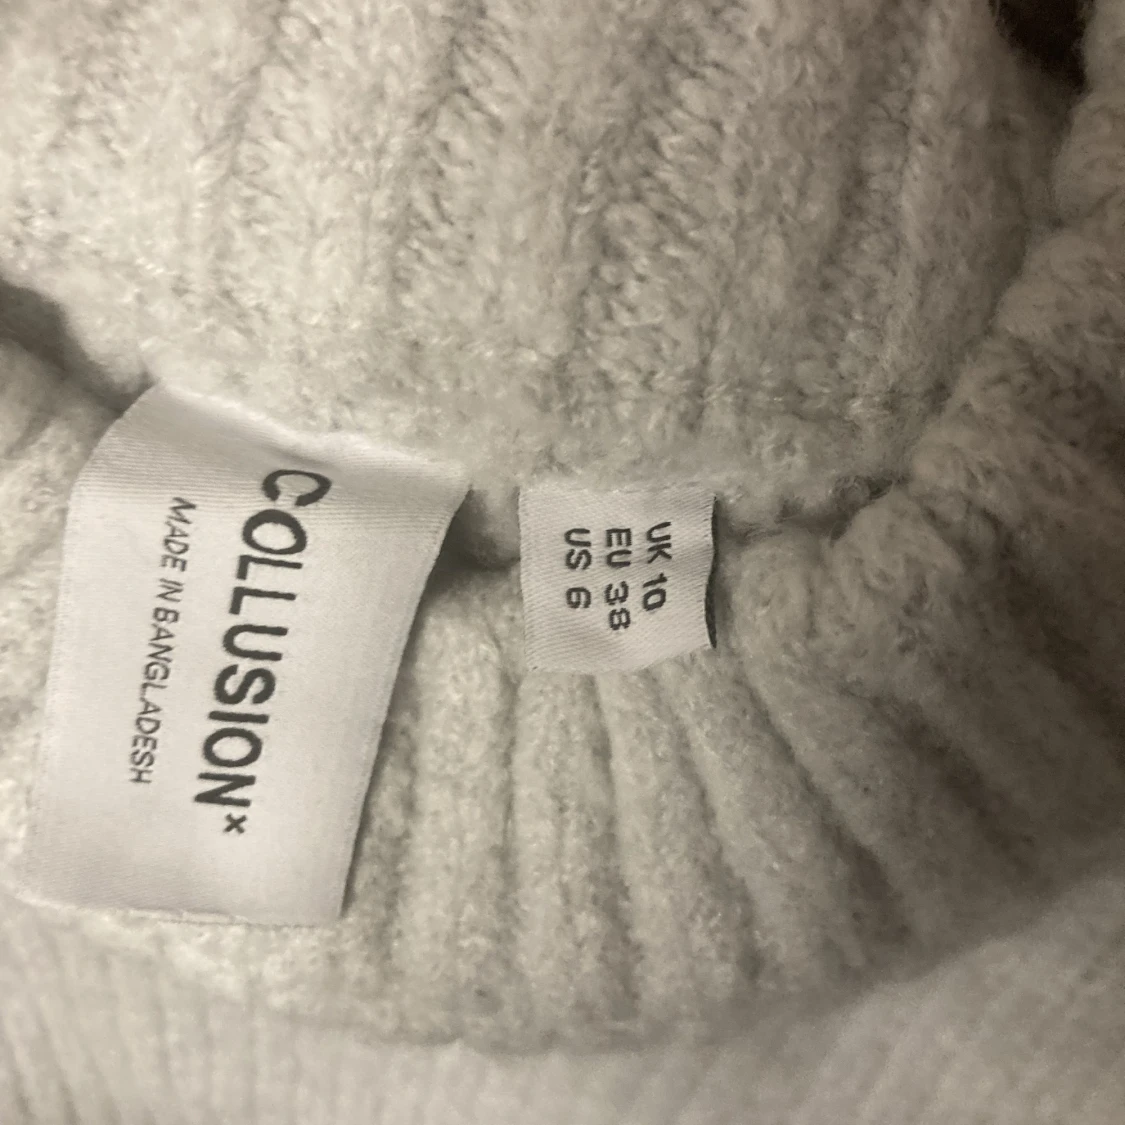 COLLUSION×
MADE IN BANGLADESH
UK 10
EU 38
US 6